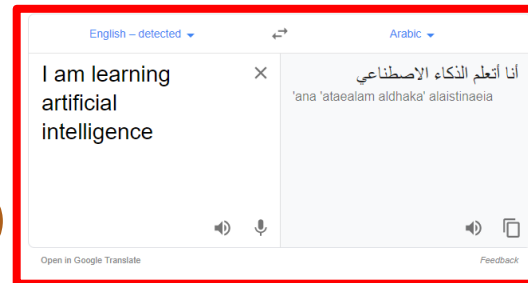 English – detected
Arabic
I am learning
artificial
intelligence
أنا أتعلم الذكاء الاصطناعي
'ana 'ataealam aldhaka' alaistinaeia
Open in Google Translate
Feedback